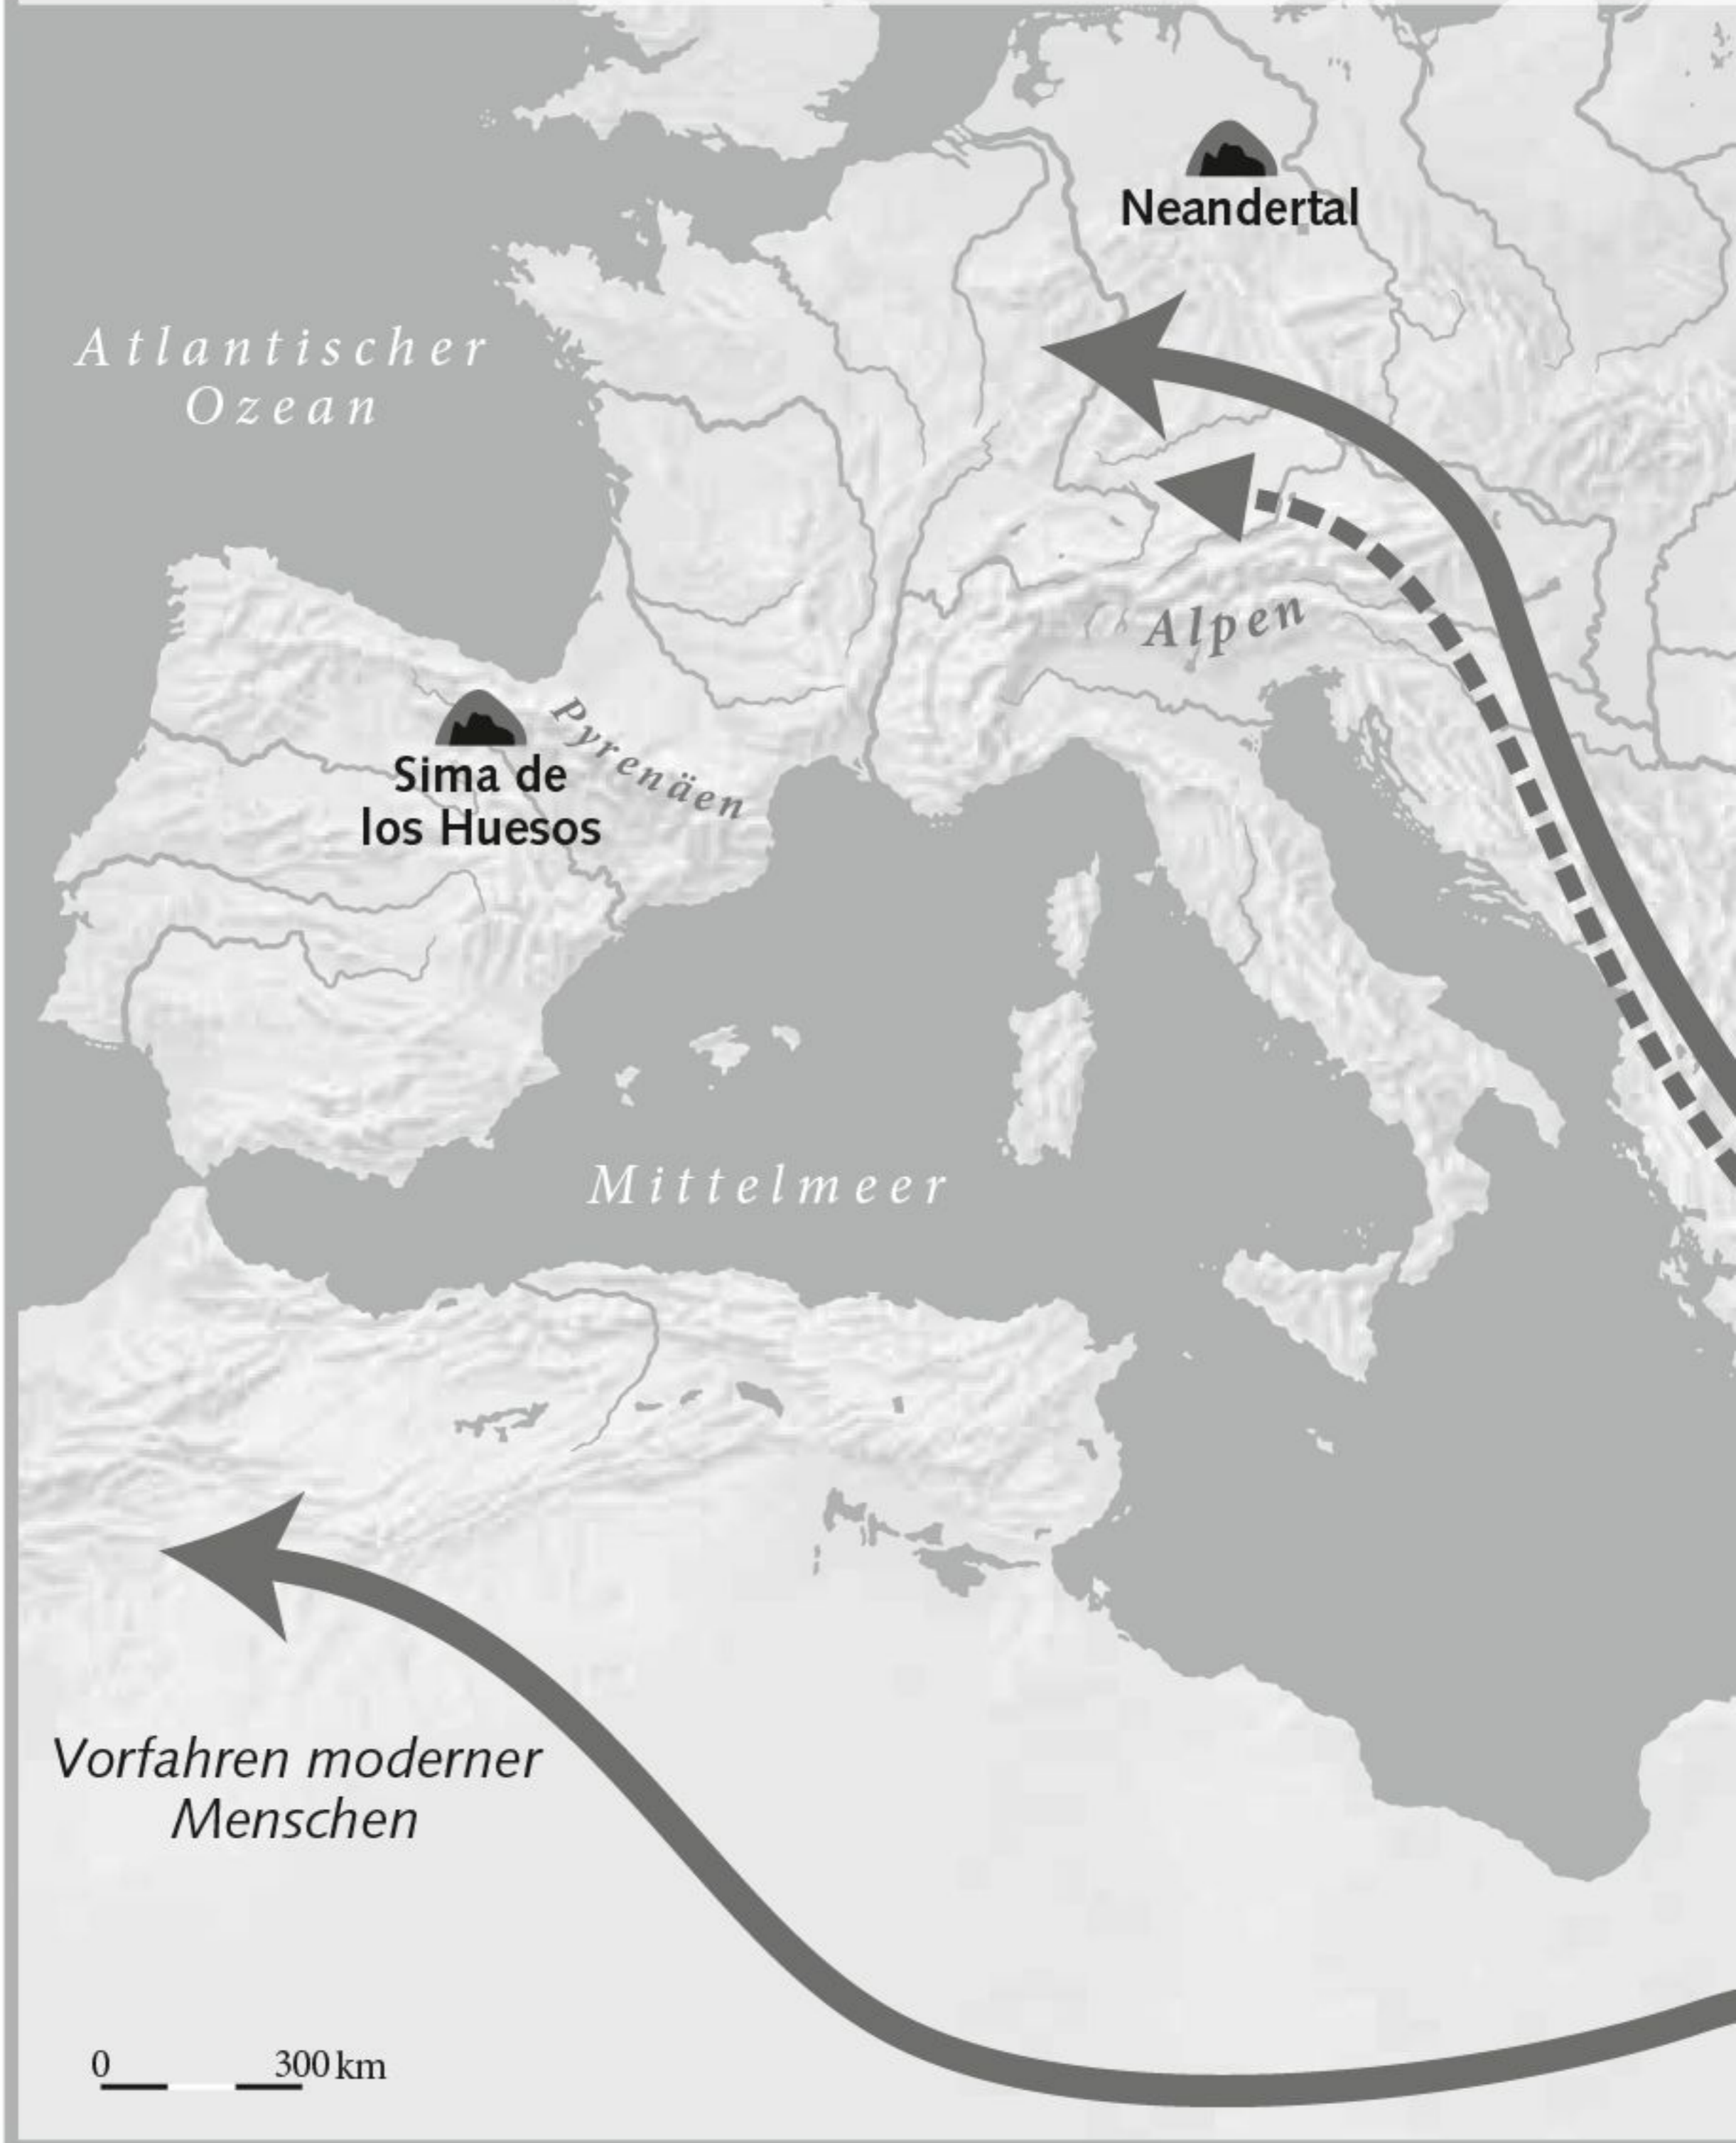 Neandertal
Atlantischer
Ozean
Alpen
Pyrenäen
Sima de
los Huesos
Mittelmeer
Vorfahren moderner
Menschen
0 300 km